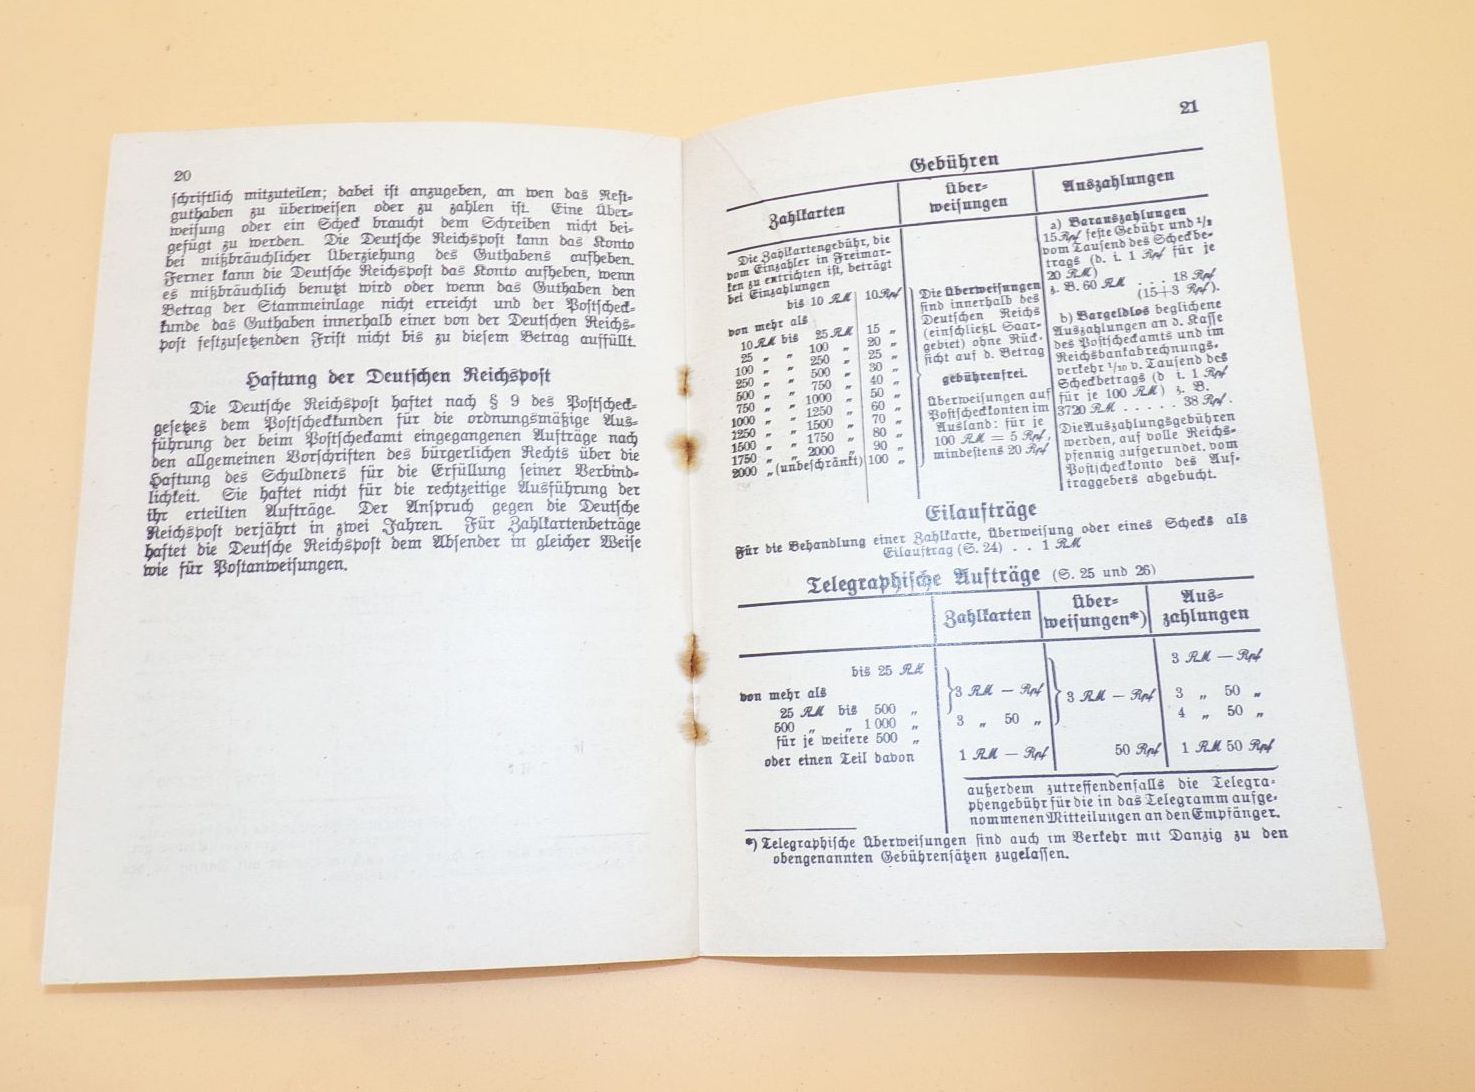 20
schriftlich mitzuteilen; dabei ist anzugeben, an wen das Rest-
guthaben zu überweisen oder zu zahlen ist. Eine Über-
weisung oder ein Scheck braucht dem Schreiben nicht bei-
gefügt zu werden. Die Deutsche Reichspost kann das Konto
bei mißbräuchlicher Überziehung des Guthabens aufheben.
Ferner kann die Deutsche Reichspost das Konto aufheben, wenn
es mißbräuchlich benutzt wird oder wenn das Guthaben den
Betrag der Stammeinlage nicht erreicht und der Postscheck-
kunde das Guthaben innerhalb einer von der Deutschen Reichs-
post festzusetzenden Frist nicht bis zu diesem Betrag auffüllt.
Haftung der Deutschen Reichspost
Die Deutsche Reichspost haftet nach § 9 des Postscheck-
gesetzes dem Postscheckkunden für die ordnungsmäßige Aus-
führung der beim Postscheckamt eingegangenen Aufträge nach
den allgemeinen Vorschriften des bürgerlichen Rechts über die
Haftung des Schuldners für die Erfüllung seiner Verbind-
lichkeit. Sie haftet nicht für die rechtzeitige Ausführung der
ihr erteilten Aufträge. Der Anspruch gegen die Deutsche
Reichspost verjährt in zwei Jahren. Für Zahlkartenbeträge
haftet die Deutsche Reichspost dem Absender in gleicher Weise
wie für Postanweisungen.
21
Gebühren
Zahlkarten
Über-
weisungen
Auszahlungen
Die Zahlkartengebühr, die
vom Einzahler in Freimar-
ken zu entrichten ist, beträgt
bei Einzahlungen
bis 10 RM 10 Rpf
von mehr als
10 RM bis 25 RM 15 „
25 „ „ 100 „ 20 „
100 „ „ 250 „ 25 „
250 „ „ 500 „ 30 „
500 „ „ 750 „ 40 „
750 „ „ 1000 „ 50 „
1000 „ „ 1250 „ 60 „
1250 „ „ 1500 „ 70 „
1500 „ „ 1750 „ 80 „
1750 „ „ 2000 „ 90 „
2000 „ (unbeschränkt) 100 „
Die Überweisungen
sind innerhalb des
Deutschen Reichs
(einschließl. Saar-
gebiet) ohne Rück-
sicht auf d. Betrag
gebührenfrei.
Überweisungen auf
Postscheckkonten im
Ausland: für je
100 RM = 5 Rpf,
mindestens 20 Rpf
a) Barauszahlungen
15 Rpf feste Gebühr und 1/2
vom Tausend des Scheckbe-
trags (d. i. 1 Rpf für je
20 RM)
z. B. 60 RM . . . . 18 Rpf
(15+3 Rpf).
b) Bargeldlos beglichene
Auszahlungen an d. Kasse
des Postscheckamts und im
Reichsbankabrechnungs-
verkehr 1/10 v. Tausend des
Scheckbetrags (d i. 1 Rpf
für je 100 RM) z. B.
3720 RM . . . . . . 38 Rpf.
Die Auszahlungsgebühren
werden, auf volle Reichs-
pfennig aufgerundet, vom
Postscheckkonto des Auf-
traggebers abgebucht.
Eilaufträge
Für die Behandlung einer Zahlkarte, Überweisung oder eines Schecks als
Eilauftrag (S. 24) . . 1 RM
Telegraphische Aufträge (S. 25 und 26)
Zahlkarten
Über-
weisungen*)
Aus-
zahlungen
bis 25 RM
von mehr als
25 RM bis 500 „
500 „ „ 1 000 „
für je weitere 500 „
oder einen Teil davon
3 RM — Rpf
3 „ 50 „
1 RM — Rpf
3 RM — Rpf
50 Rpf
3 RM — Rpf
3 „ 50 „
4 „ 50 „
1 RM 50 Rpf
außerdem zutreffendenfalls die Telegra-
phengebühr für die in das Telegramm aufge-
nommenen Mitteilungen an den Empfänger.
*) Telegraphische Überweisungen sind auch im Verkehr mit Danzig zu den
obengenannten Gebührensätzen zugelassen.